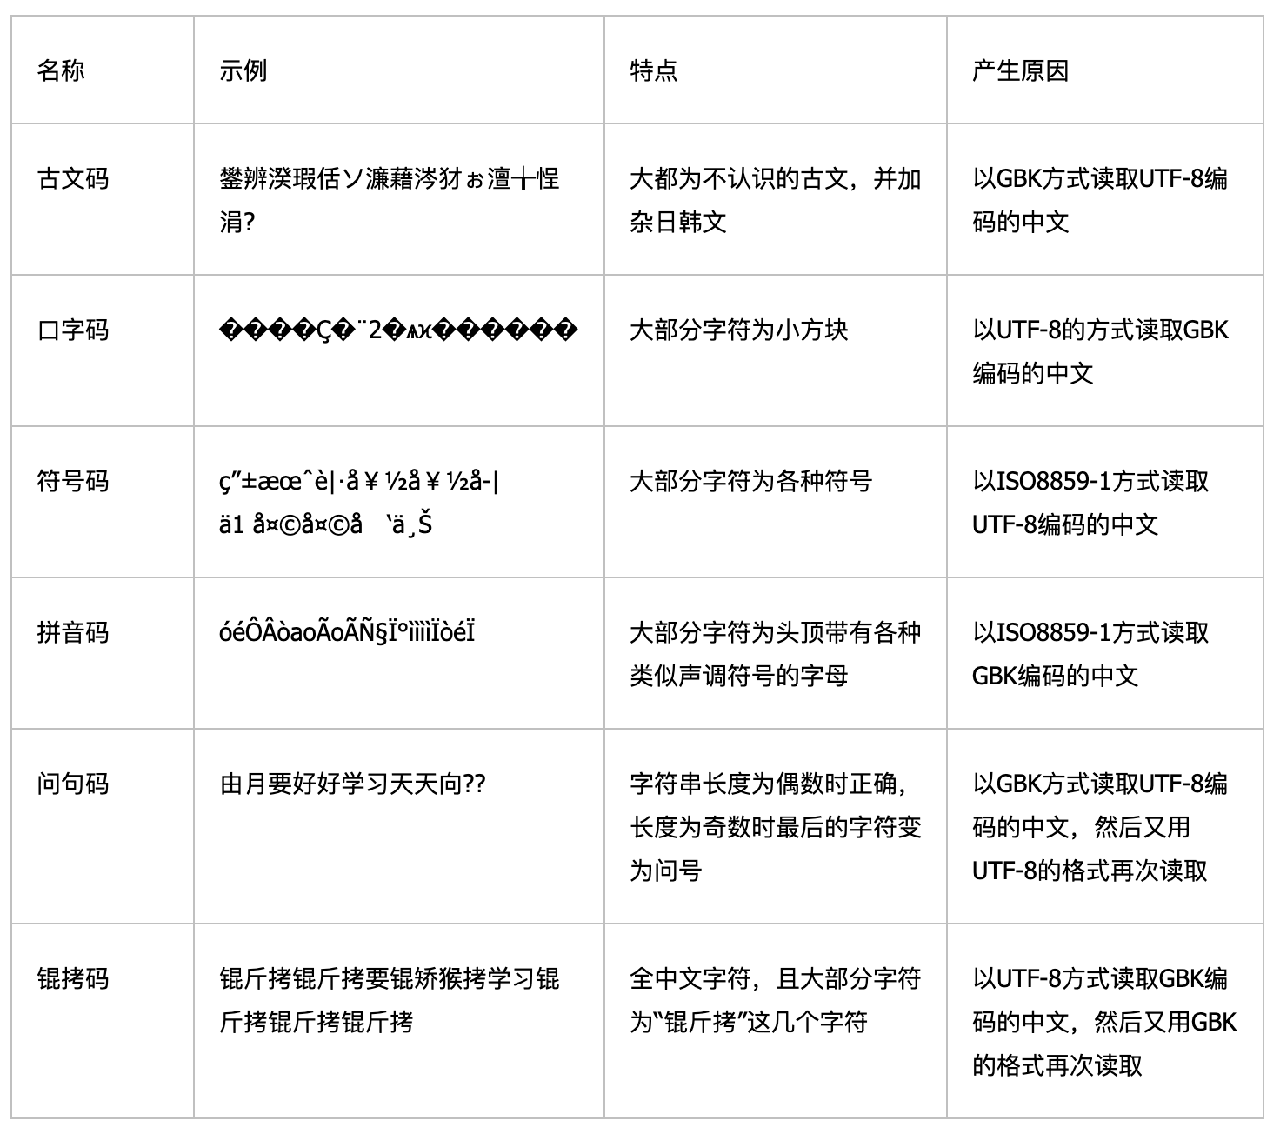 名称
示例
特点
产生原因
古文码
鐢辨湀瑕佸ソ濂藉涔犲ぉ澶╃悜
涓?
大都为不认识的古文，并加
杂日韩文
以GBK方式读取UTF-8编
码的中文
口字码
����Ç�¨2�ѧϰ������
大部分字符为小方块
以UTF-8的方式读取GBK
编码的中文
符号码
ç”±æœˆè|·å￥½å￥½å-|
ä1 å¤©å¤©å ‵ä¸Š
大部分字符为各种符号
以ISO8859-1方式读取
UTF-8编码的中文
拼音码
óéÔÂòaoÃoÃÑ§ÏºìììÏòéÏ
大部分字符为头顶带有各种
类似声调符号的字母
以ISO8859-1方式读取
GBK编码的中文
问句码
由月要好好学习天天向??
字符串长度为偶数时正确，
长度为奇数时最后的字符变
为问号
以GBK方式读取UTF-8编
码的中文，然后又用
UTF-8的格式再次读取
锟拷码
锟斤拷锟斤拷要锟矫猴拷学习锟
斤拷锟斤拷锟斤拷
全中文字符，且大部分字符
为“锟斤拷”这几个字符
以UTF-8方式读取GBK编
码的中文，然后又用GBK
的格式再次读取